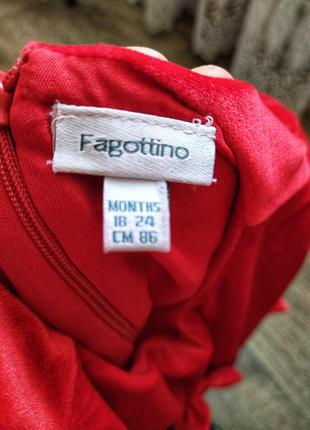 Fagottino
MONTHS
18-24
CM 86